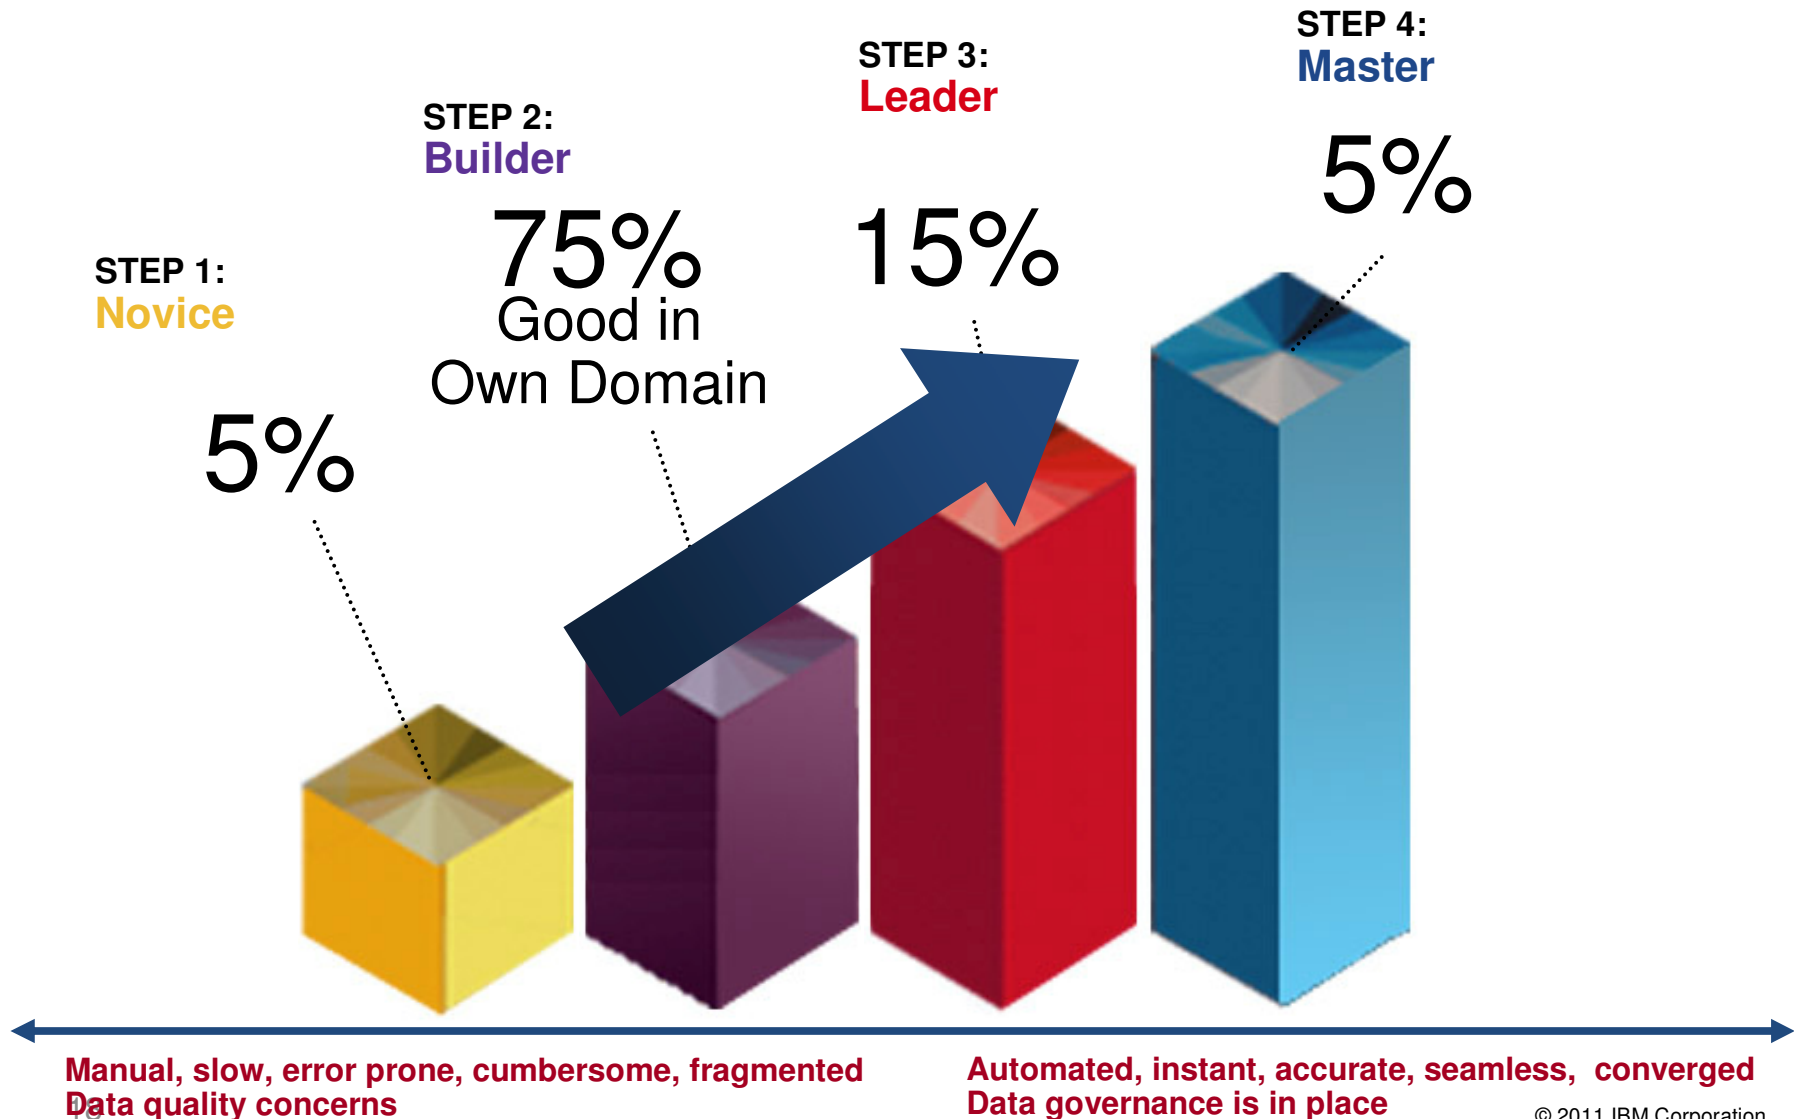 STEP 1:
Novice
5%
STEP 2:
Builder
75%
Good in
Own Domain
STEP 3:
Leader
15%
STEP 4:
Master
5%
Manual, slow, error prone, cumbersome, fragmented
Data quality concerns
18
Automated, instant, accurate, seamless, converged
Data governance is in place
© 2011 IBM Corporation